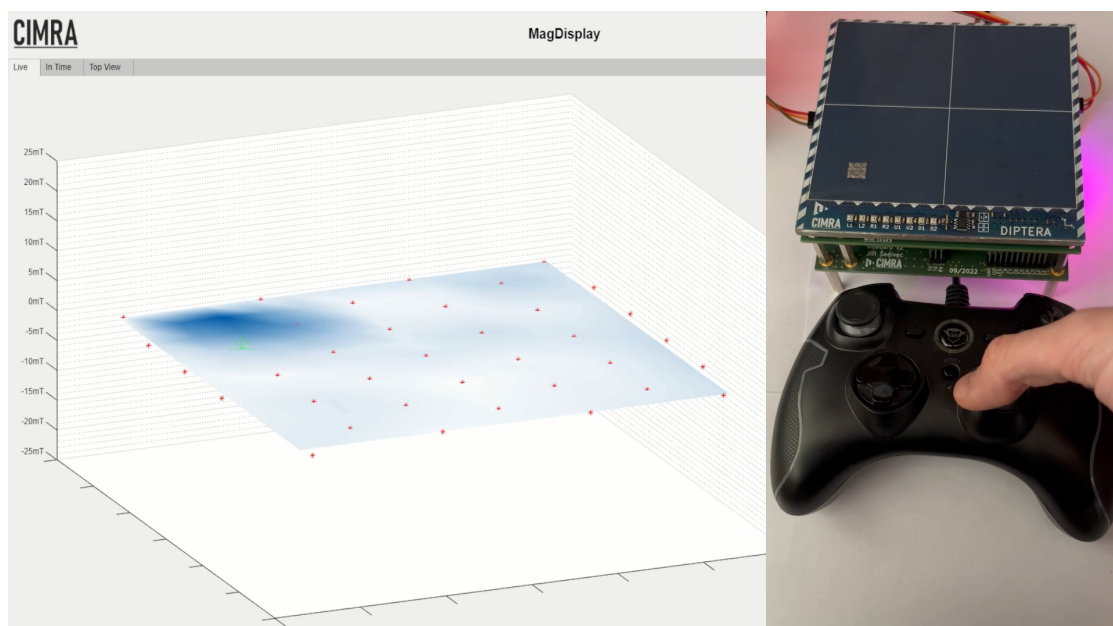 CIMRA
MagDisplay
Live
In Time
Top View
25mT
20mT
15mT
10mT
5mT
0mT
-5mT
-10mT
-15mT
-20mT
-25mT
CIMRA
L1 L2 R1 R2 U1 U2 D1 D2
DIPTERA
CIMRA
09/2022